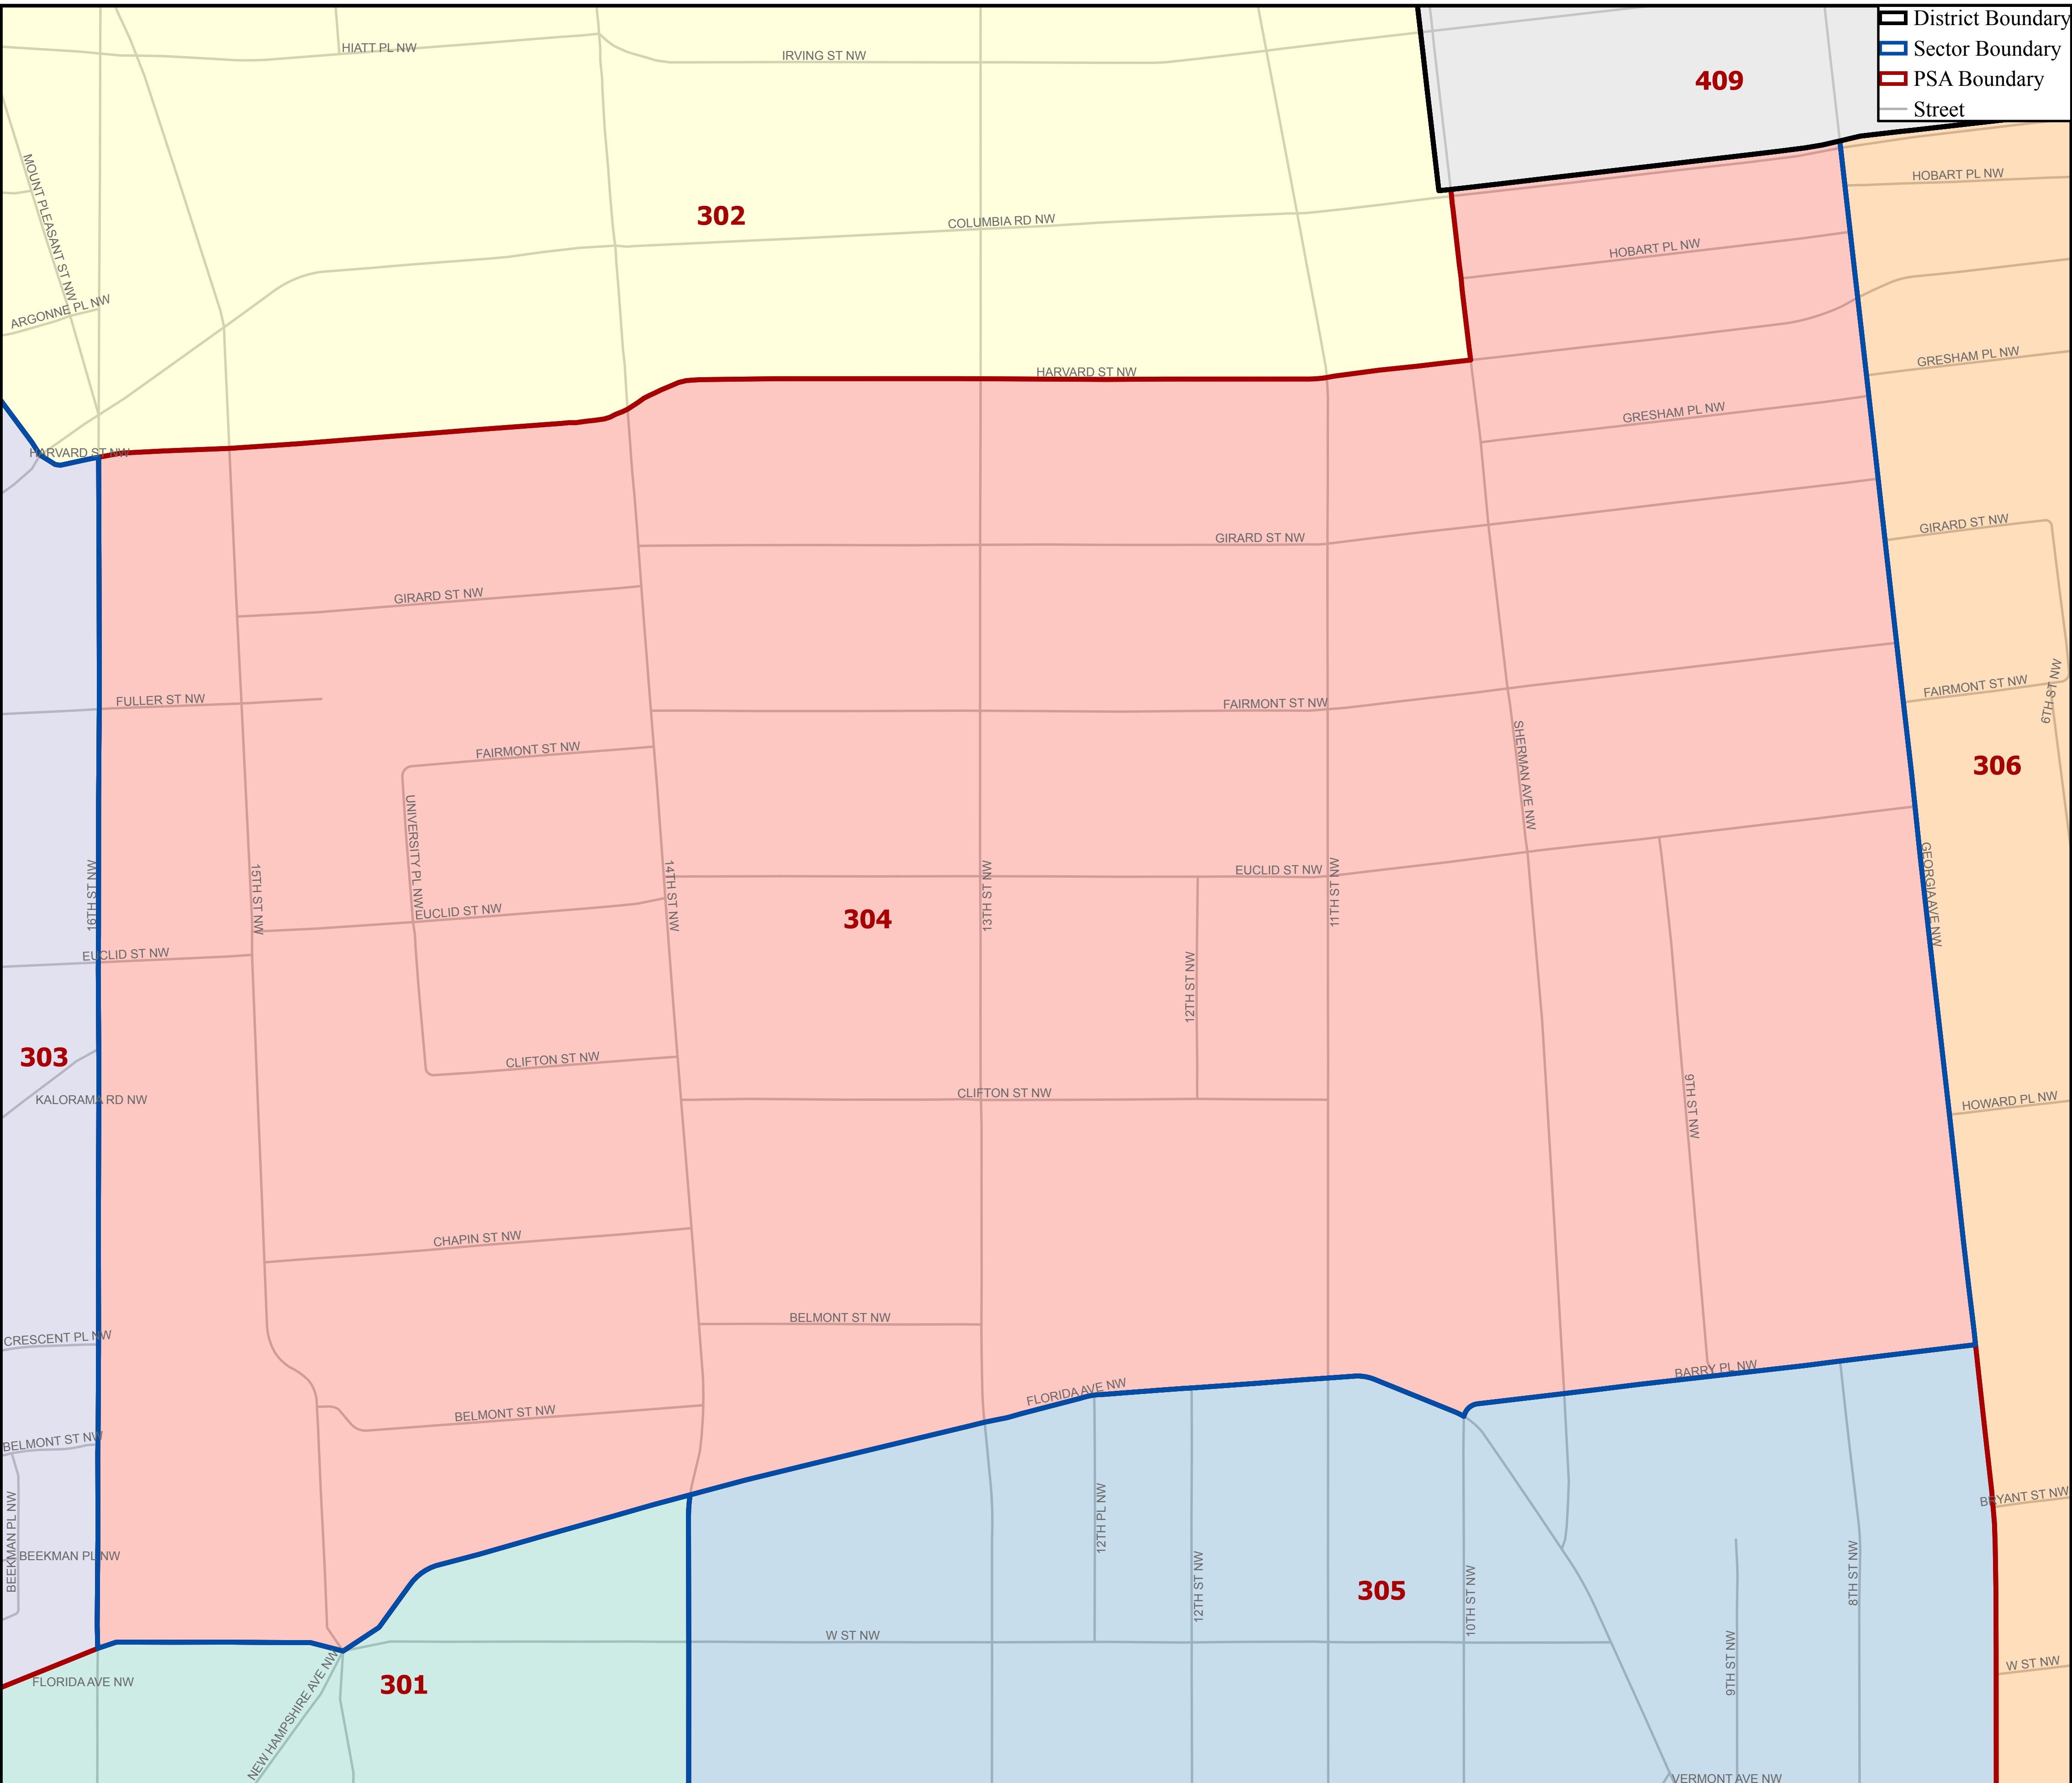 District Boundary
Sector Boundary
PSA Boundary
Street
409
HIATT PL NW
IRVING ST NW
MOUNT PLEASANT ST NW
302
COLUMBIA RD NW
HOBART PL NW
HOBART PL NW
ARGONNE PL NW
HARVARD ST NW
GRESHAM PL NW
GRESHAM PL NW
HARVARD ST NW
GIRARD ST NW
GIRARD ST NW
GIRARD ST NW
FULLER ST NW
FAIRMONT ST NW
FAIRMONT ST NW
FAIRMONT ST NW
6TH ST NW
306
SHERMAN AVE NW
UNIVERSITY PL NW
16TH ST NW
15TH ST NW
14TH ST NW
13TH ST NW
11TH ST NW
GEORGIA AVE NW
EUCLID ST NW
EUCLID ST NW
EUCLID ST NW
304
12TH ST NW
303
CLIFTON ST NW
CLIFTON ST NW
KALORAMA RD NW
9TH ST NW
HOWARD PL NW
CHAPIN ST NW
BELMONT ST NW
CRESCENT PL NW
BARRY PL NW
FLORIDA AVE NW
BELMONT ST NW
BELMONT ST NW
BEEKMAN PL NW
BEEKMAN PL NW
12TH PL NW
12TH ST NW
305
10TH ST NW
8TH ST NW
BRYANT ST NW
W ST NW
9TH ST NW
W ST NW
FLORIDA AVE NW
301
NEW HAMPSHIRE AVE NW
VERMONT AVE NW